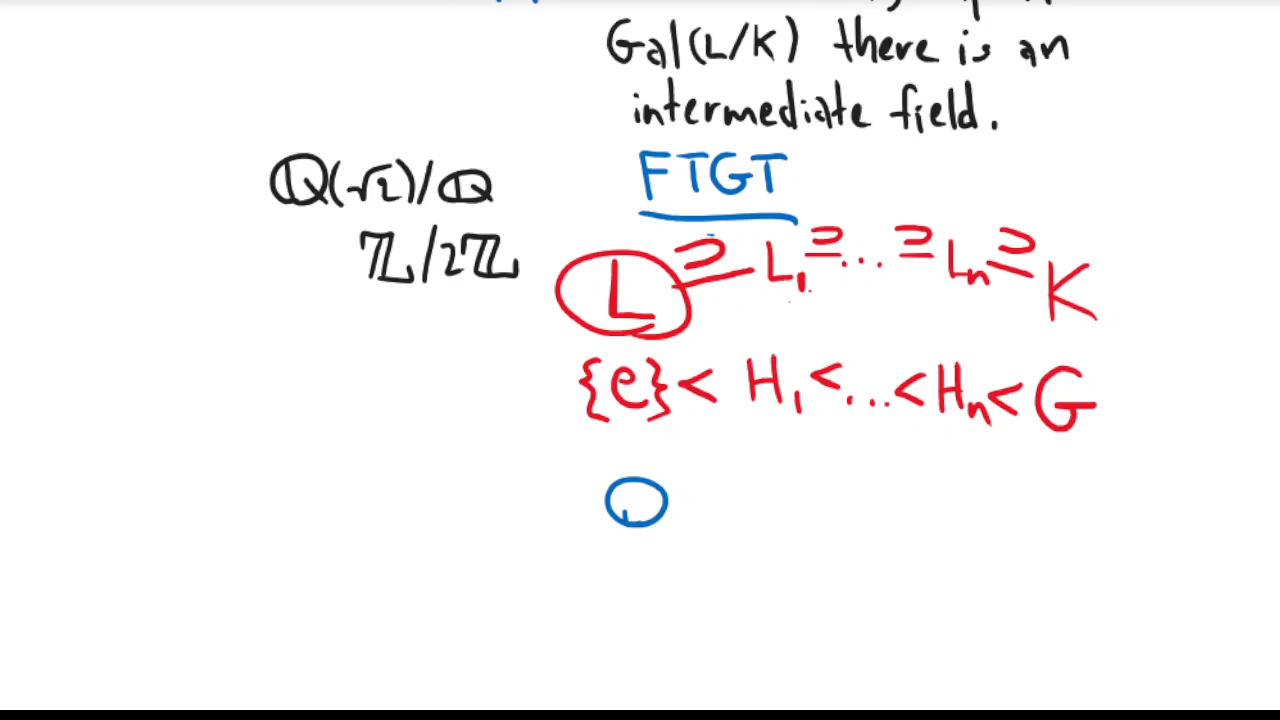 Gal(L/K) there is an
intermediate field.
ℚ(√2)/ℚ
FTGT
ℤ/2ℤ
L ⊇ L₁ ⊇ ... ⊇ Lₙ ⊇ K
{e} < H₁ < ... < Hₙ < G